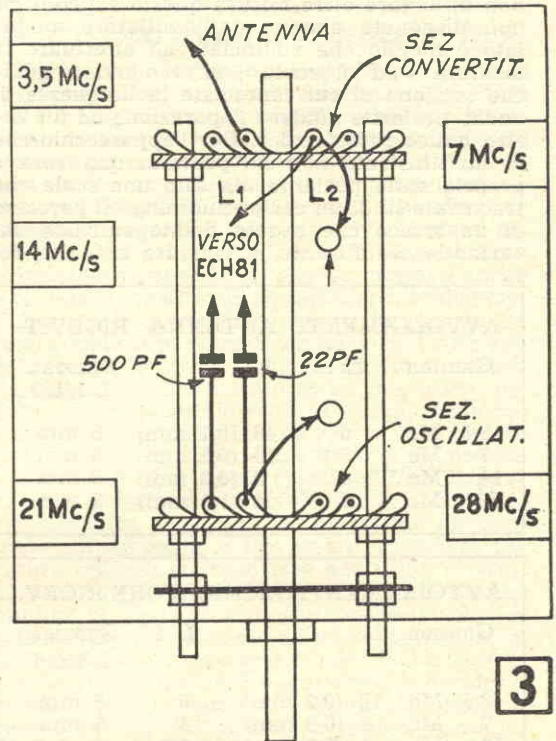 ANTENNA
SEZ.
CONVERTIT.
3,5 Mc/s
7 Mc/s
L1
L2
VERSO
ECH81
14 Mc/s
500 PF
22 PF
SEZ.
OSCILLAT.
21 Mc/s
28 Mc/s
3